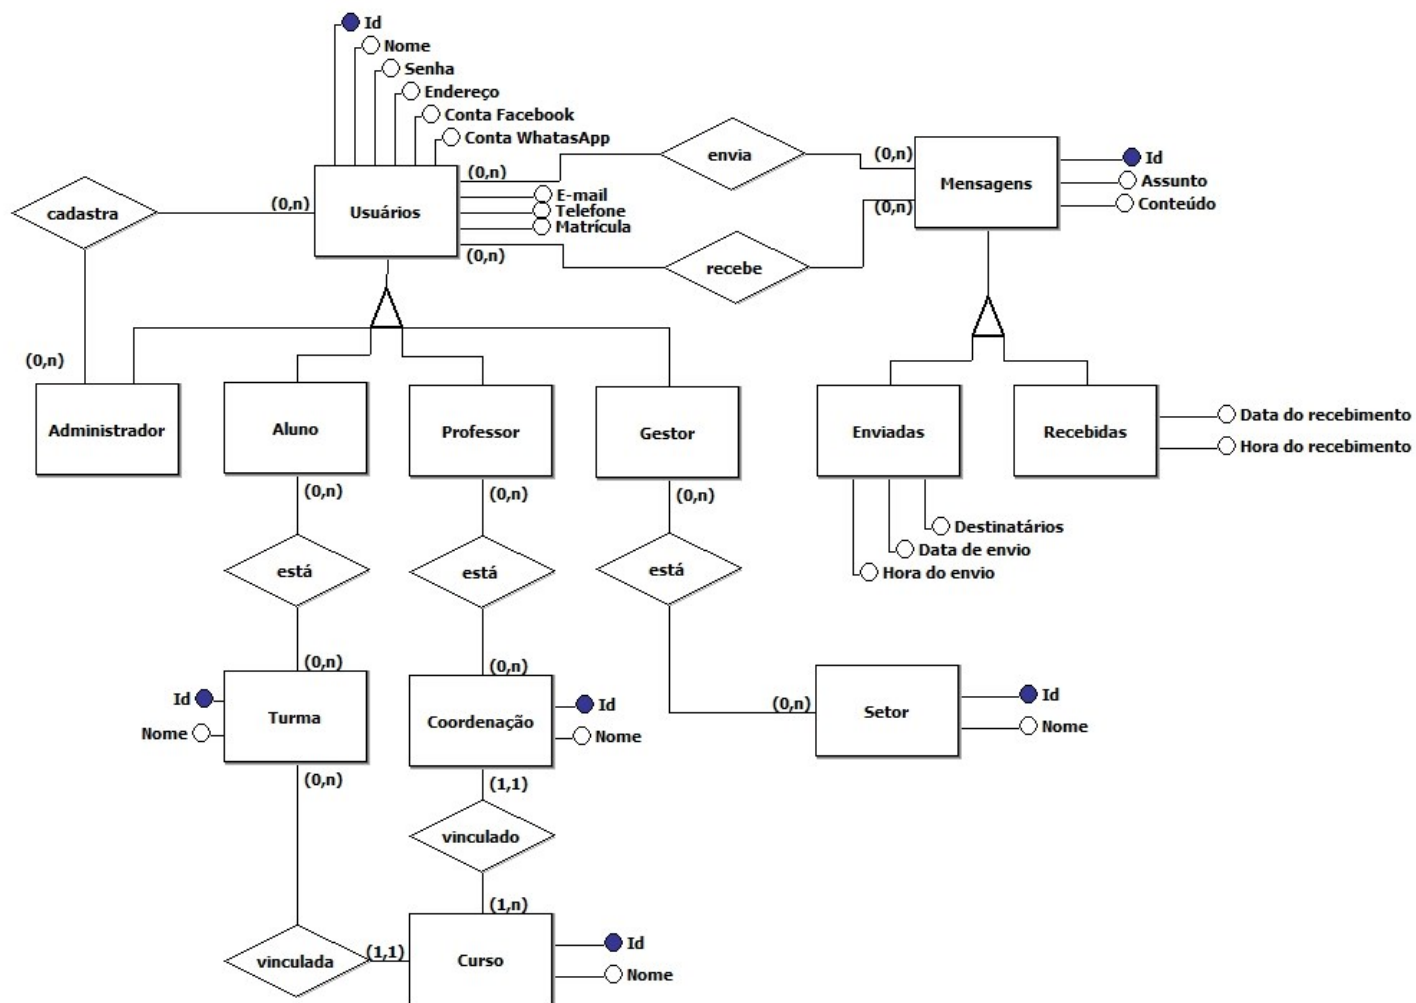 Id
Nome
Senha
Endereço
Conta Facebook
Conta WhatasApp
envia
(0,n)
(0,n)
Mensagens
Id
Assunto
Conteúdo
cadastra
(0,n)
Usuários
E-mail
Telefone
Matrícula
(0,n)
(0,n)
recebe
(0,n)
Administrador
Aluno
Professor
Gestor
Enviadas
Recebidas
Data do recebimento
Hora do recebimento
(0,n)
(0,n)
(0,n)
Destinatários
Data de envio
Hora do envio
está
está
está
(0,n)
(0,n)
(0,n)
Id
Nome
Turma
Coordenação
Id
Nome
Setor
Id
Nome
(0,n)
(1,1)
vinculado
(1,n)
vinculada
(1,1)
Curso
Id
Nome